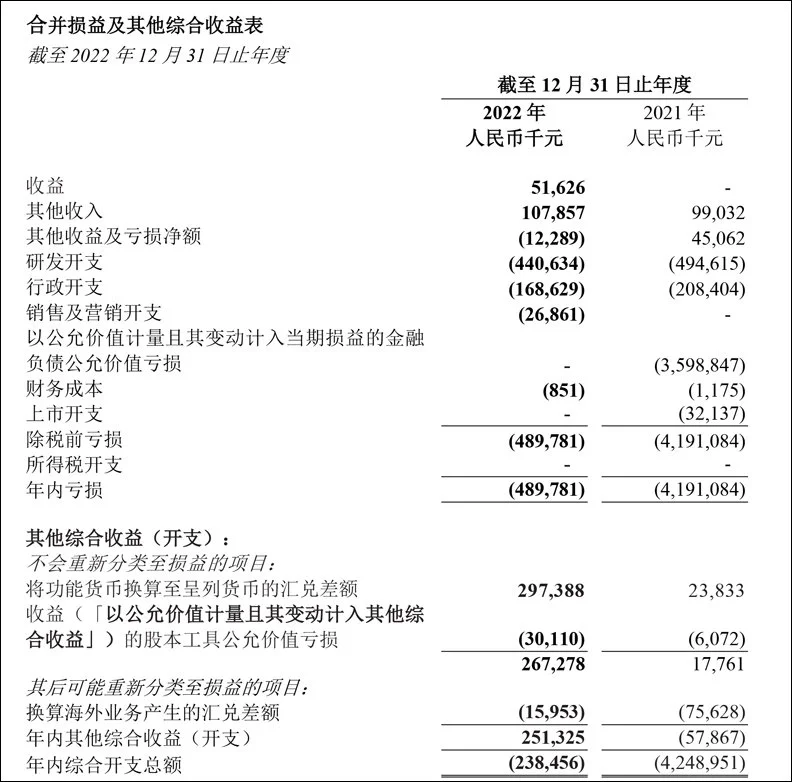 合并损益及其他综合收益表
截至 2022 年 12 月 31 日止年度
截至 12 月 31 日止年度
2022 年 2021 年
人民币千元 人民币千元
收益 51,626 -
其他收入 107,857 99,032
其他收益及亏损净额 (12,289) 45,062
研发开支 (440,634) (494,615)
行政开支 (168,629) (208,404)
销售及营销开支 (26,861) -
以公允价值计量且其变动计入当期损益的金融
负债公允价值亏损 - (3,598,847)
财务成本 (851) (1,175)
上市开支 - (32,137)
除税前亏损 (489,781) (4,191,084)
所得税开支 - -
年内亏损 (489,781) (4,191,084)
其他综合收益（开支）：
不会重新分类至损益的项目：
将功能货币换算至呈列货币的汇兑差额 297,388 23,833
收益（「以公允价值计量且其变动计入其他综
合收益」）的股本工具公允价值亏损 (30,110) (6,072)
267,278 17,761
其后可能重新分类至损益的项目：
换算海外业务产生的汇兑差额 (15,953) (75,628)
年内其他综合收益（开支） 251,325 (57,867)
年内综合开支总额 (238,456) (4,248,951)